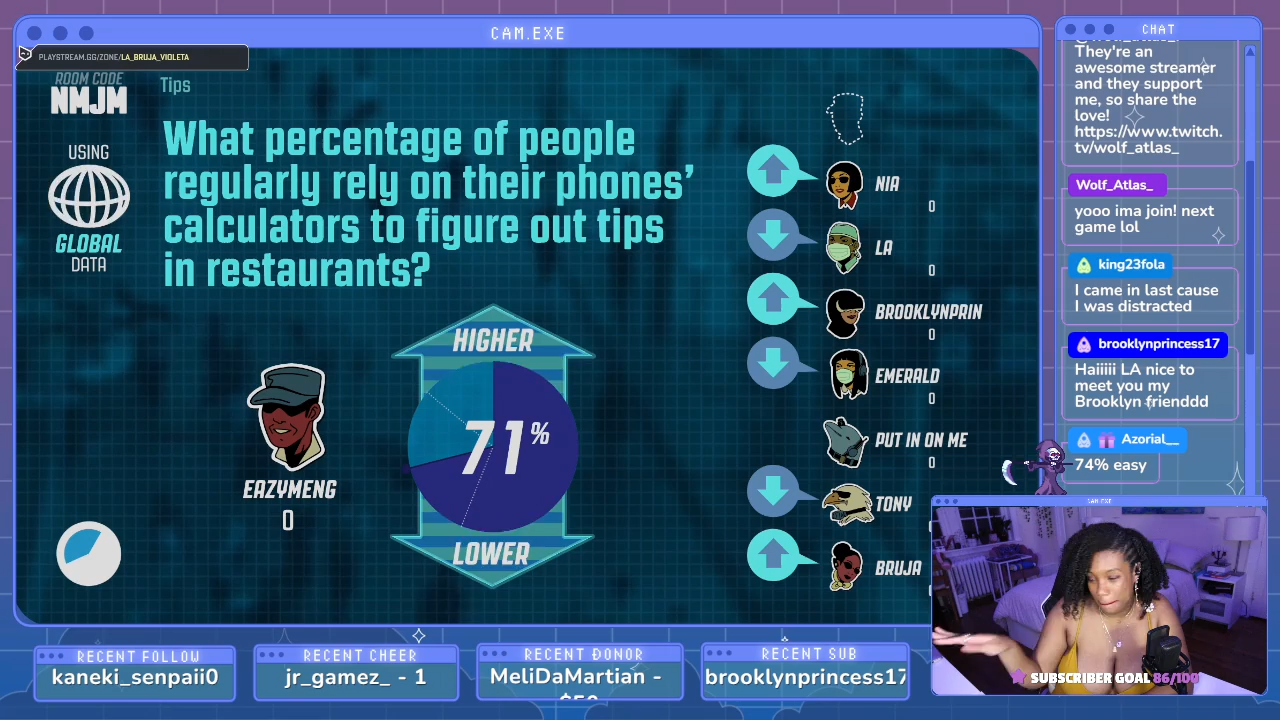 CAM.EXE
PLAYSTREAM.GG/ZONE/LA_BRUJA_VIOLETA
ROOM CODE
NMJM
USING
GLOBAL
DATA
Tips
What percentage of people
regularly rely on their phones'
calculators to figure out tips
in restaurants?
HIGHER
71%
LOWER
EAZYMENG
0
NIA
0
LA
0
BROOKLYNPRIN
0
EMERALD
0
PUT IN ON ME
0
TONY
BRUJA
CHAT
They're an
awesome streamer
and they support
me, so share the
love!
https://www.twitch.
tv/wolf_atlas_
Wolf_Atlas_
yooo ima join! next
game lol
king23fola
I came in last cause
I was distracted
brooklynprincess17
Haiiiii LA nice to
meet you my
Brooklyn frienddd
Azorial__
74% easy
CAM.EXE
SUBSCRIBER GOAL 86/100
RECENT FOLLOW
kaneki_senpaii0
RECENT CHEER
jr_gamez_ - 1
RECENT DONOR
MeliDaMartian -
RECENT SUB
brooklynprincess17